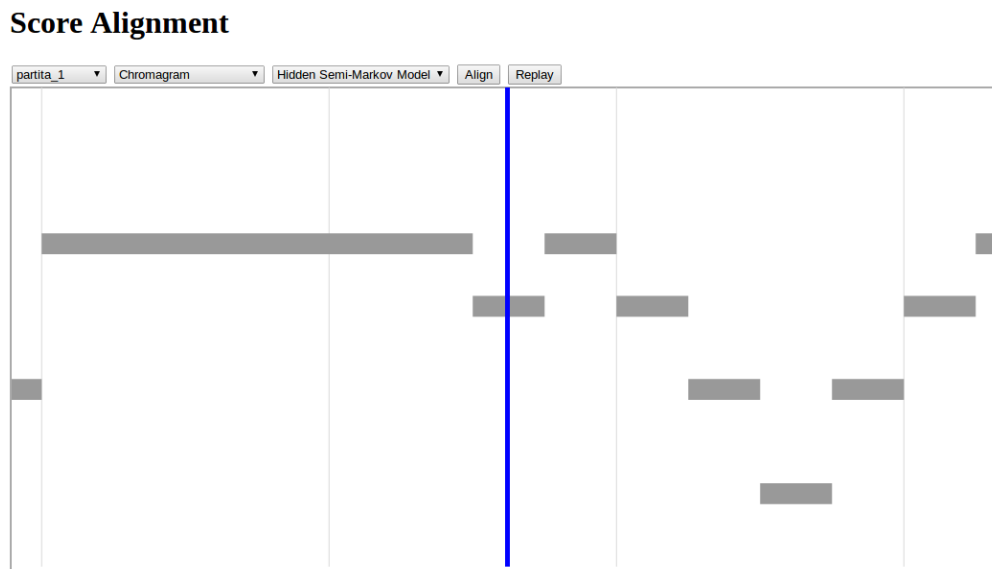 Score Alignment
partita_1 Chromagram Hidden Semi-Markov Model Align Replay